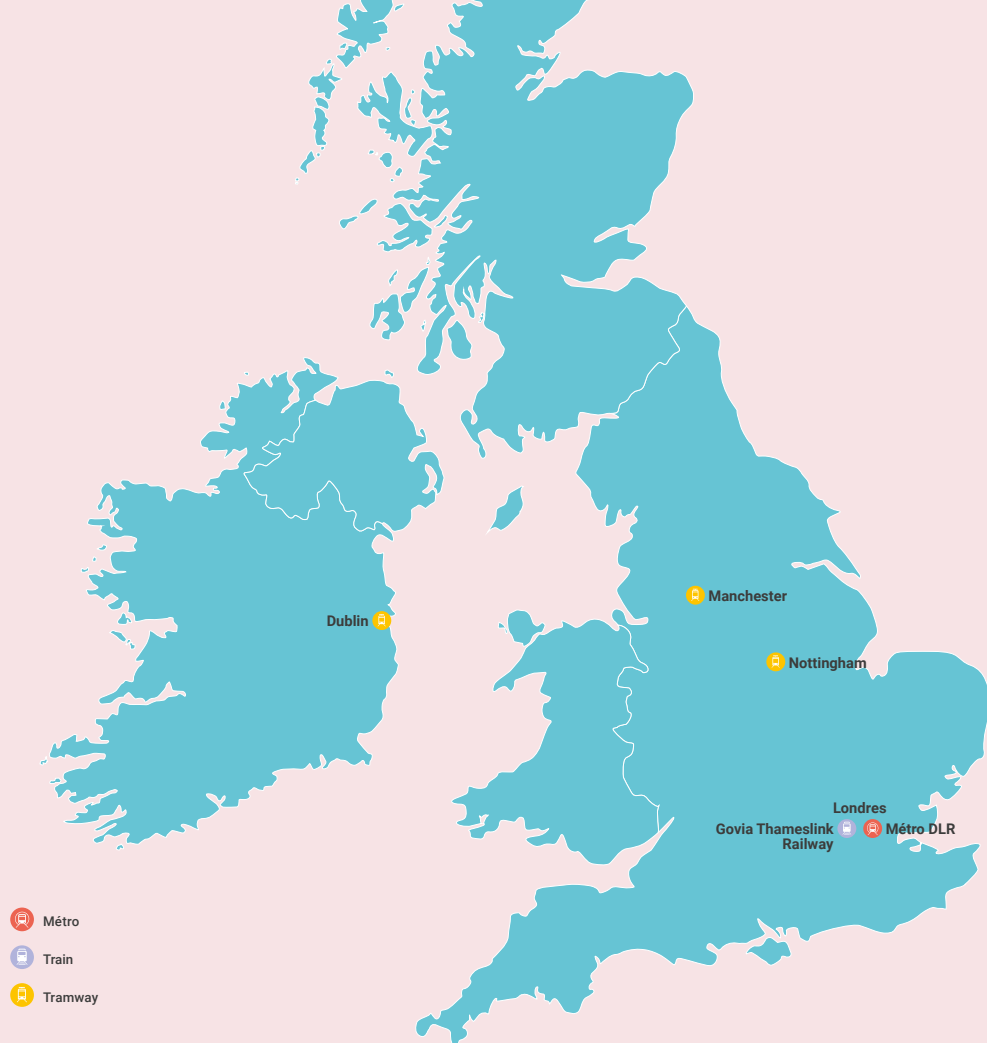 Manchester
Dublin
Nottingham
Londres
Govia Thameslink
Railway
Métro DLR
Métro
Train
Tramway